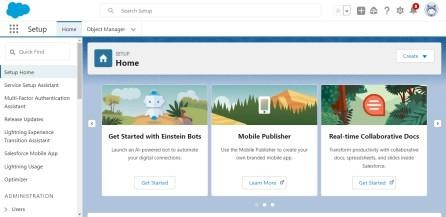 Search Setup
Setup
Home
Object Manager
Quick Find
Setup Home
Service Setup Assistant
Multi-Factor Authentication
Assistant
Release Updates
Lightning Experience
Transition Assistant
Salesforce Mobile App
Lightning Usage
Optimizer
ADMINISTRATION
Users
SETUP
Home
Create
Get Started with Einstein Bots
Launch an AI-powered bot to automate
your digital connections.
Get Started
Mobile Publisher
Use the Mobile Publisher to create your
own branded mobile app.
Learn More
Real-time Collaborative Docs
Transform productivity with collaborative
docs, spreadsheets, and slides inside
Salesforce.
Get Started